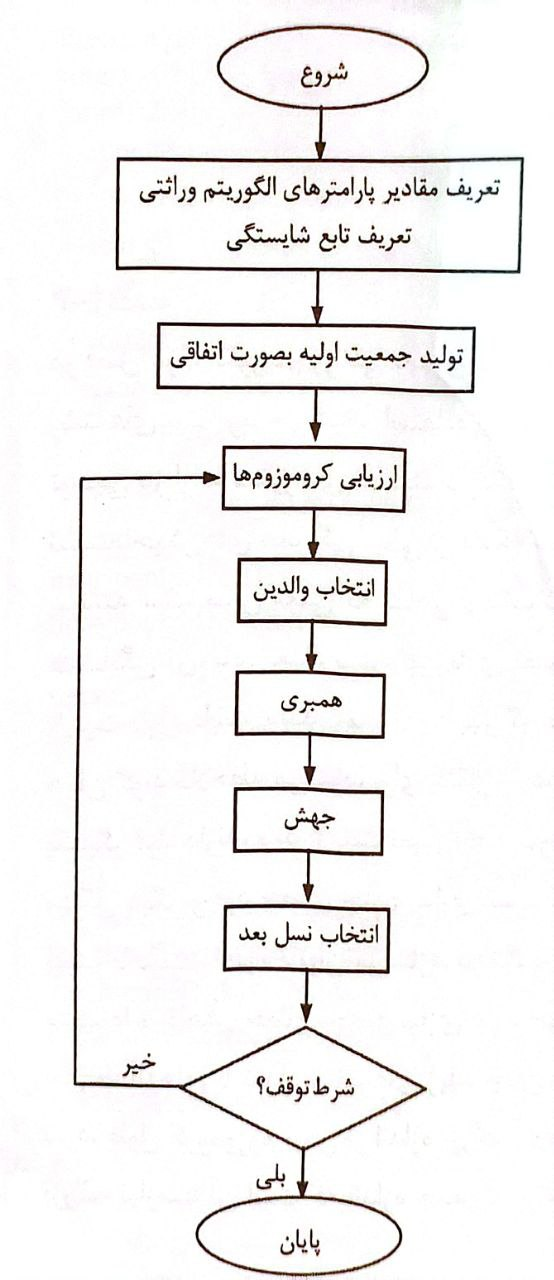 شروع
تعریف مقادیر پارامترهای الگوریتم وراثتی
تعریف تابع شایستگی
تولید جمعیت اولیه بصورت اتفاقی
ارزیابی کروموزوم‌ها
انتخاب والدین
همبری
جهش
انتخاب نسل بعد
شرط توقف؟
خیر
بلی
پایان